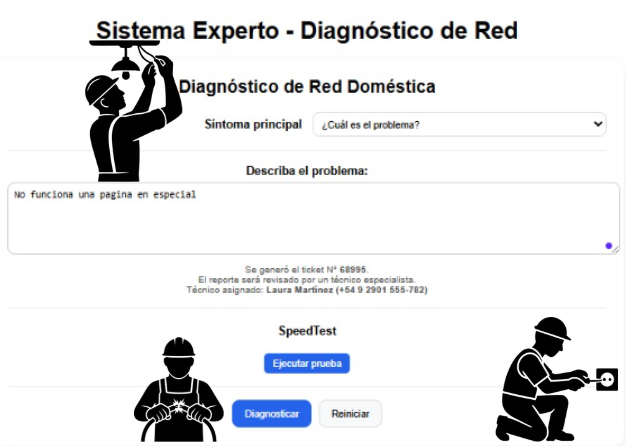 Sistema Experto - Diagnóstico de Red
Diagnóstico de Red Doméstica
Síntoma principal ¿Cuál es el problema?
Describa el problema:
No funciona una pagina en especial
Se generó el ticket N° 68995.
El reporte será revisado por un técnico especialista.
Técnico asignado: Laura Martínez (+54 9 2901 555-782)
SpeedTest
Ejecutar prueba
Diagnosticar Reiniciar